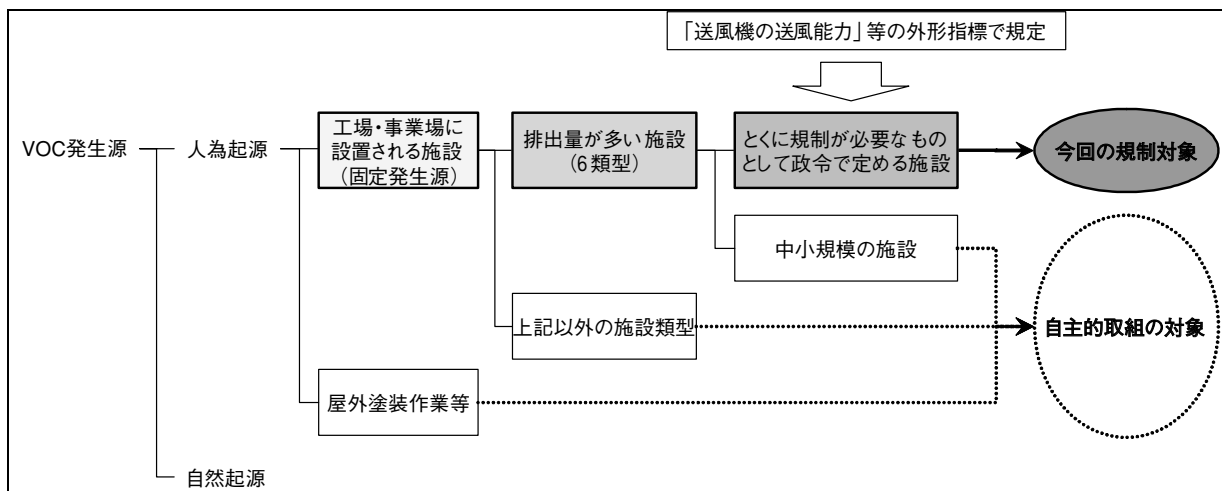 「送風機の送風能力」等の外形指標で規定
VOC発生源
人為起源
工場・事業場に
設置される施設
（固定発生源）
排出量が多い施設
（6類型）
とくに規制が必要なもの
として政令で定める施設
今回の規制対象
中小規模の施設
上記以外の施設類型
自主的取組の対象
屋外塗装作業等
自然起源